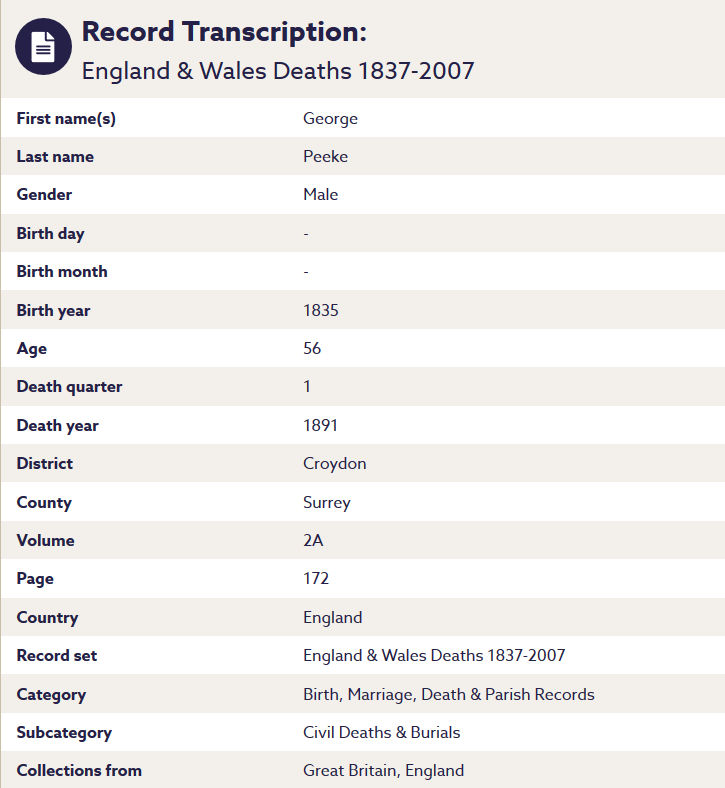 Record Transcription:
England & Wales Deaths 1837-2007
First name(s) George
Last name Peeke
Gender Male
Birth day -
Birth month -
Birth year 1835
Age 56
Death quarter 1
Death year 1891
District Croydon
County Surrey
Volume 2A
Page 172
Country England
Record set England & Wales Deaths 1837-2007
Category Birth, Marriage, Death & Parish Records
Subcategory Civil Deaths & Burials
Collections from Great Britain, England